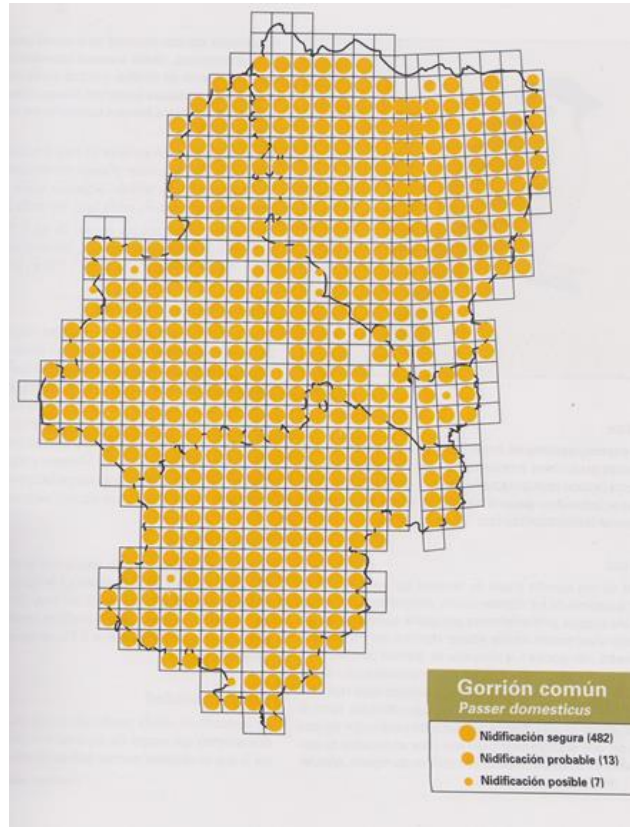 Gorrión común
Passer domesticus
Nidificación segura (482)
Nidificación probable (13)
Nidificación posible (7)